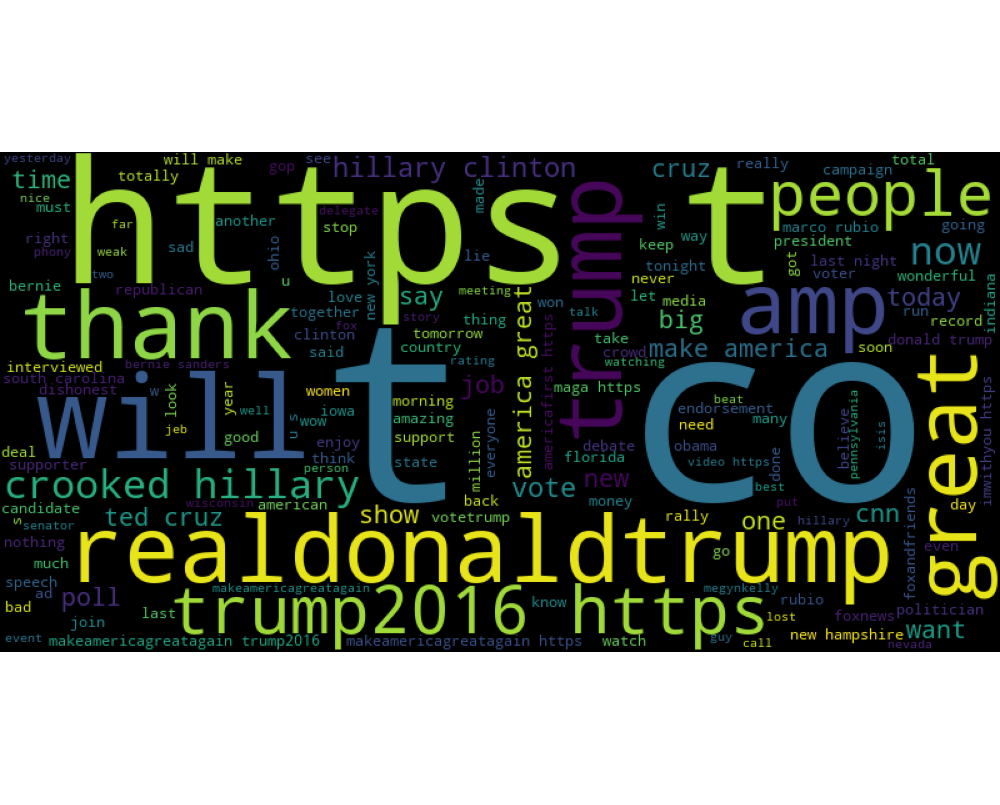 yesterday
will make
gop
see
hillary clinton
cruz
really
total
https t
people
time
totally
nice
must
far
another
delegate
stop
made
trump
win
campaign
marco rubio
going
right
phony
weak
sad
ohio
lie
keep
way
president
got
last night
now
voter
two
u
new york
tonight
never
wonderful
indiana
bernie
republican
love
together
say
meeting
won
let
media
amp
today
run
thank
clinton
fox
story
thing
tomorrow
america great
talk
big
record
said
country
take
crowd
make america
soon
donald trump
interviewed
bernie sanders
rating
americafirst https
watching
south carolina
dishonest
w
look
year
women
t co
morning
maga https
beat
great
will
jeb
well
us
wow
iowa
amazing
everyone
endorsement
need
many
pennsylvania
isis
imwithyou https
deal
good
enjoy
support
debate
obama
believe
supporter
think
state
million
florida
video https
done
crooked hillary
person
back
vote
new
money
best
put
day
candidate
wisconsin
american
s
senator
ted cruz
show
votetrump
rally
one
hillary
cnn
foxandfriends
nothing
realdonaldtrump
go
even
much
speech
ad
makeamericagreatagain
megynkelly
bad
poll
last
trump2016 https
know
rubio
lost
foxnews
politician
join
guy
new hampshire
want
event
makeamericagreatagain trump2016
makeamericagreatagain https
watch
call
nevada
job